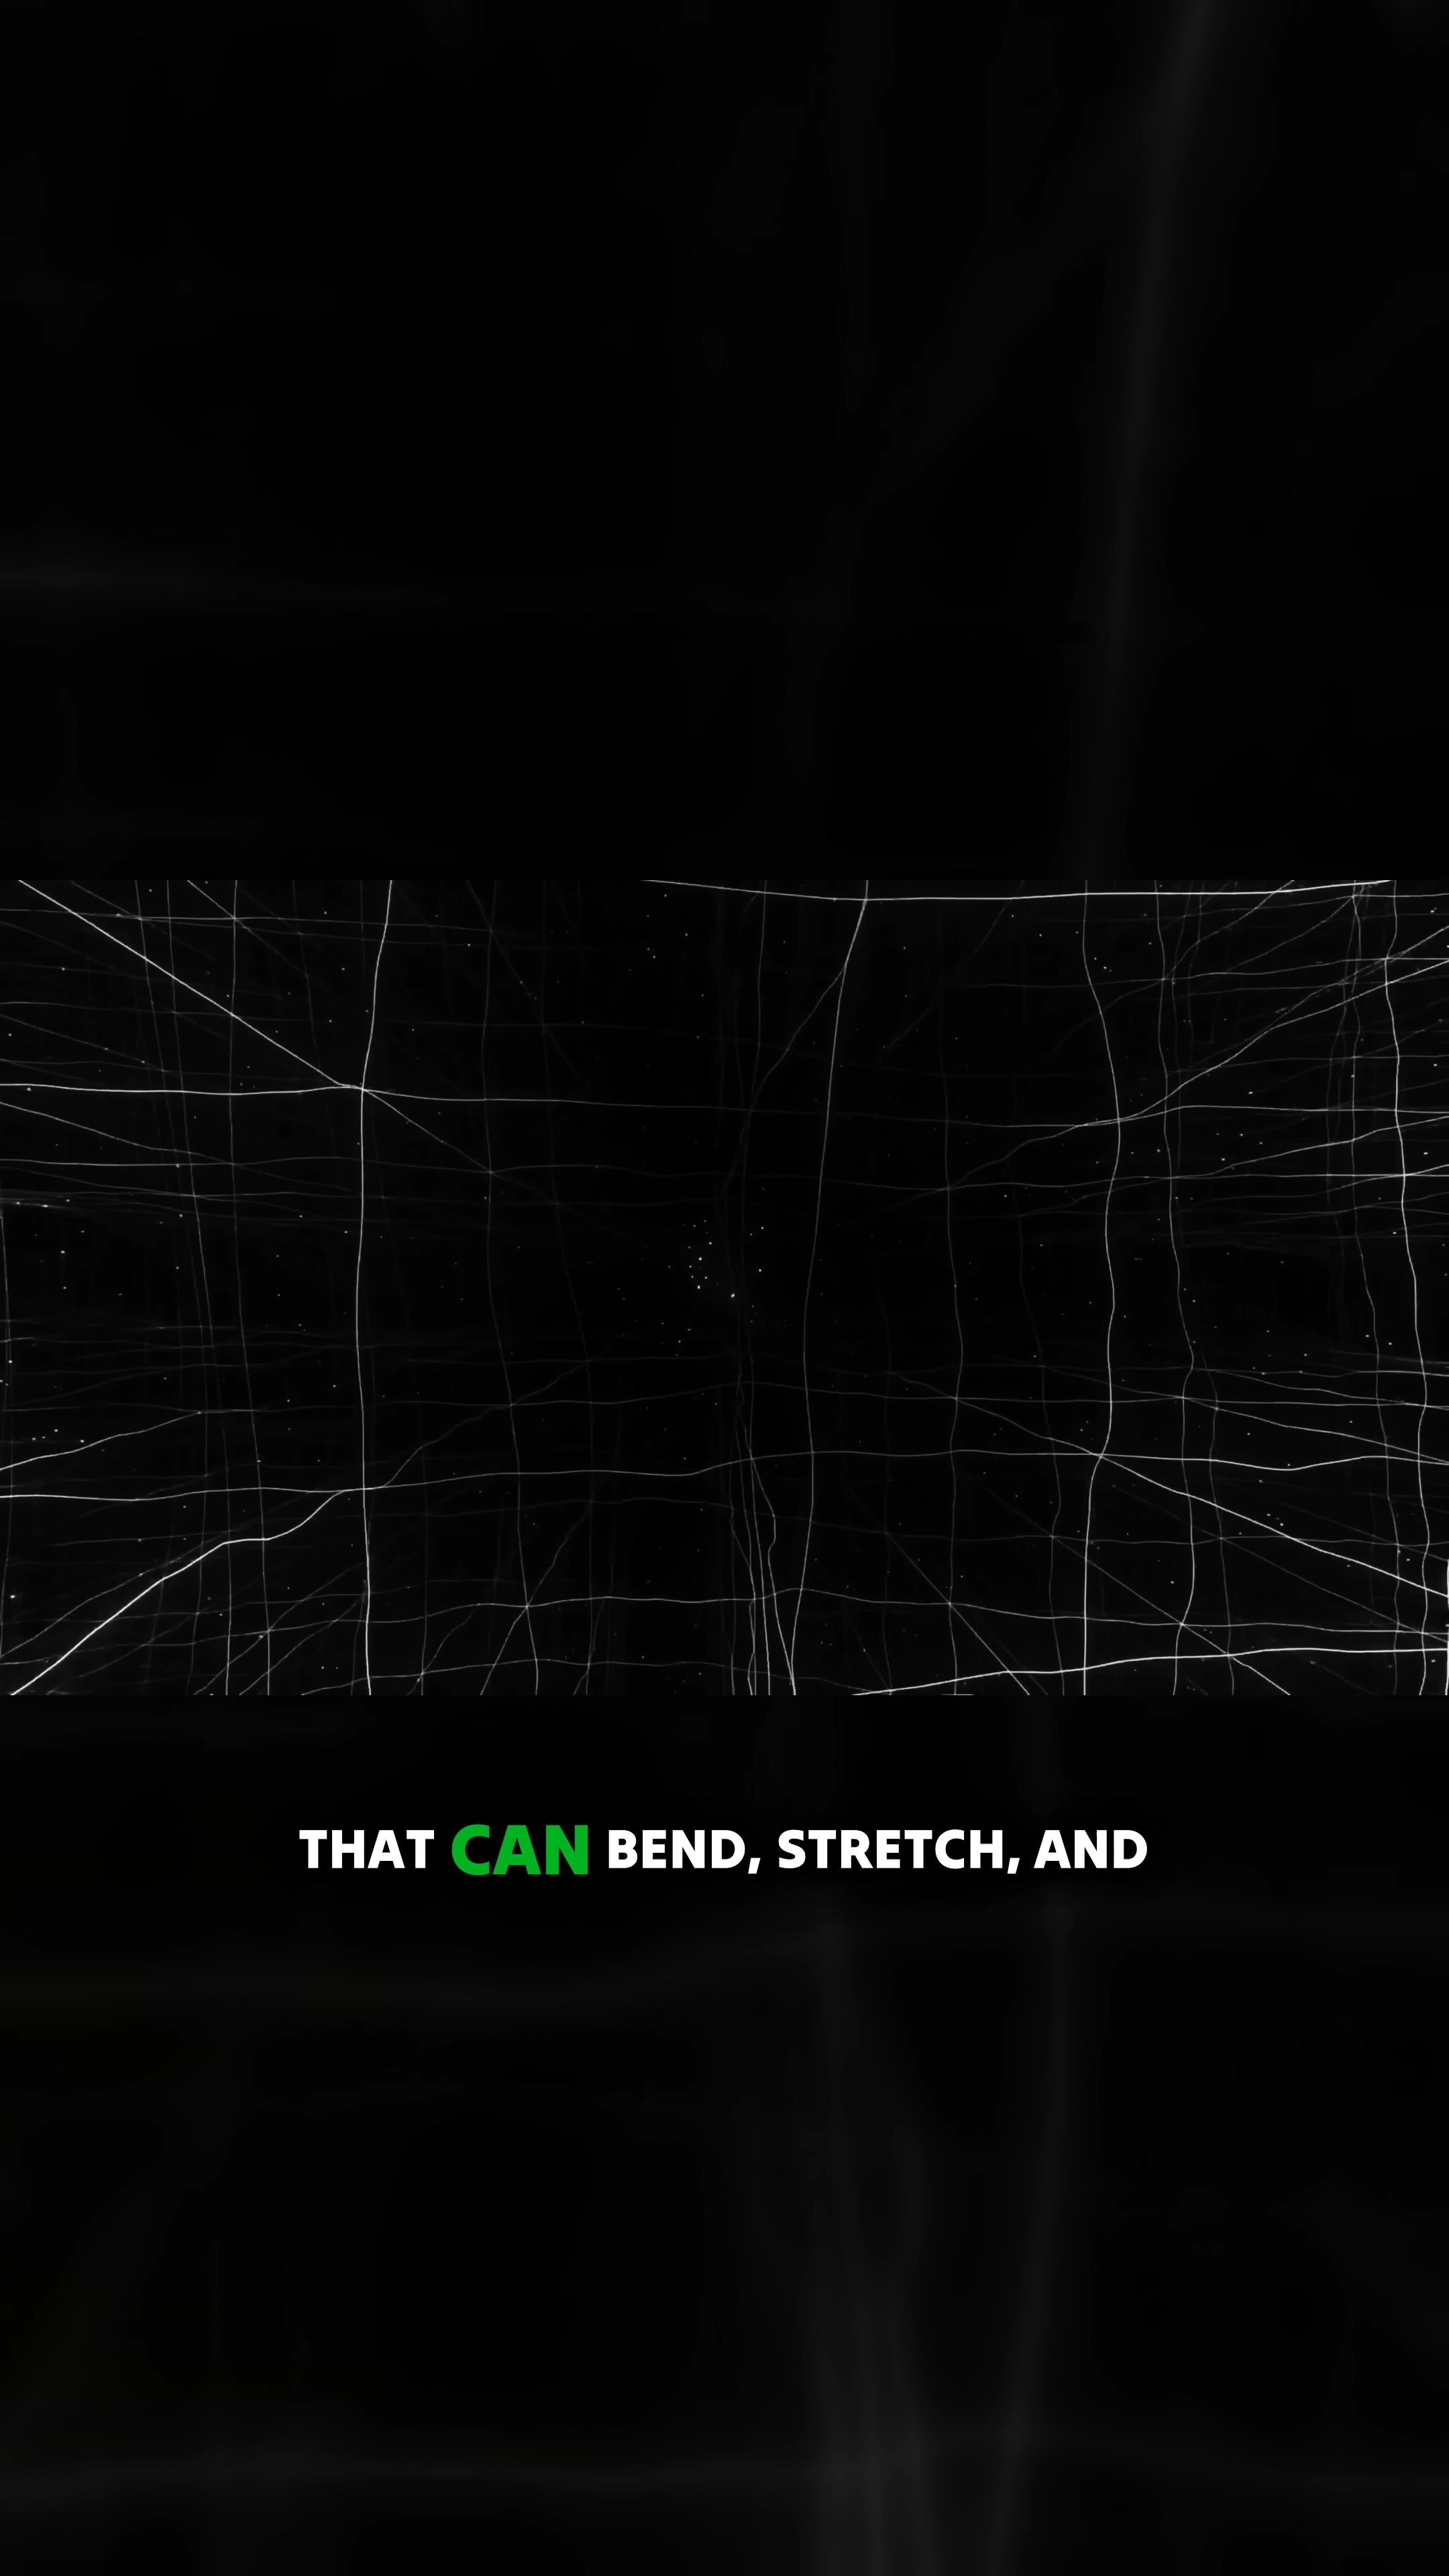 THAT CAN BEND, STRETCH, AND